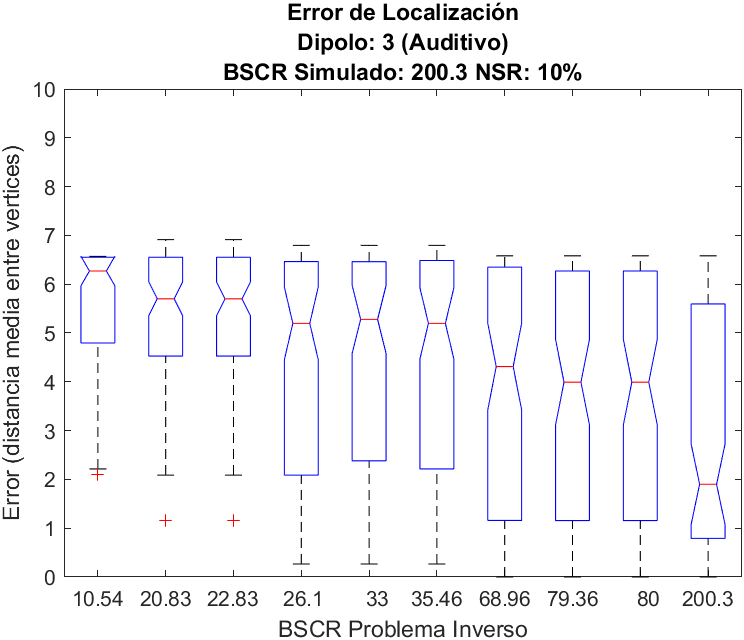 Error de Localización
Dipolo: 3 (Auditivo)
BSCR Simulado: 200.3 NSR: 10%
Error (distancia media entre vertices)
10
9
8
7
6
5
4
3
2
1
0
10.54 20.83 22.83 26.1 33 35.46 68.96 79.36 80 200.3
BSCR Problema Inverso